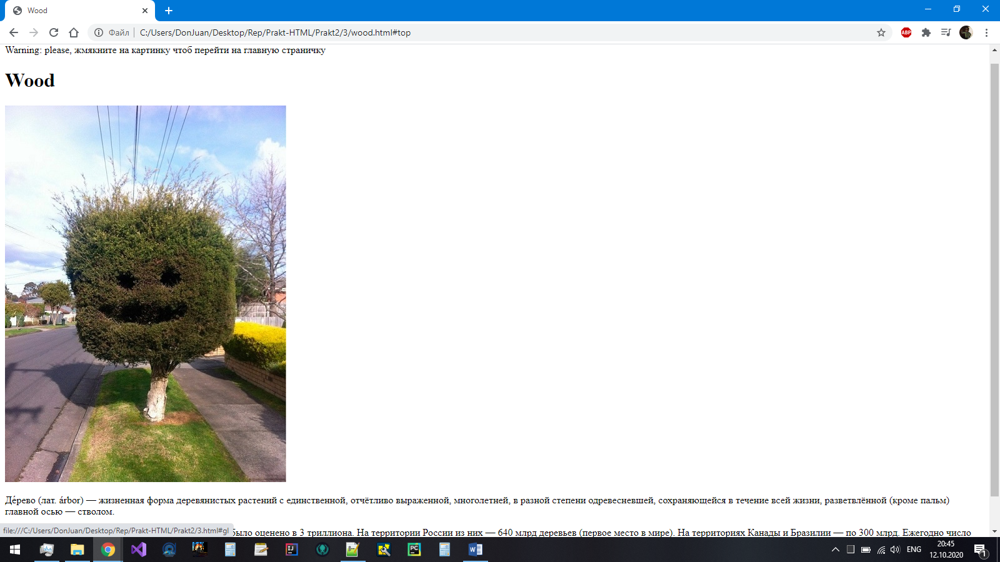 Wood
Файл
C:/Users/DonJuan/Desktop/Rep/Prakt-HTML/Prakt2/3/wood.html#top
ABP
Warning: please, жмякните на картинку чтоб перейти на главную страничку
Wood
Де́рево (лат. árbor) — жизненная форма деревянистых растений с единственной, отчётливо выраженной, многолетней, в разной степени одревесневшей, сохраняющейся в течение всей жизни, разветвлённой (кроме пальм)
главной осью — стволом.
было оценено в 3 триллиона. На территории России из них — 640 млрд деревьев (первое место в мире). На территориях Канады и Бразилии — по 300 млрд. Ежегодно число
file:///C:/Users/DonJuan/Desktop/Rep/Prakt-HTML/Prakt2/3.html#gl
ENG
20:45
12.10.2020
1